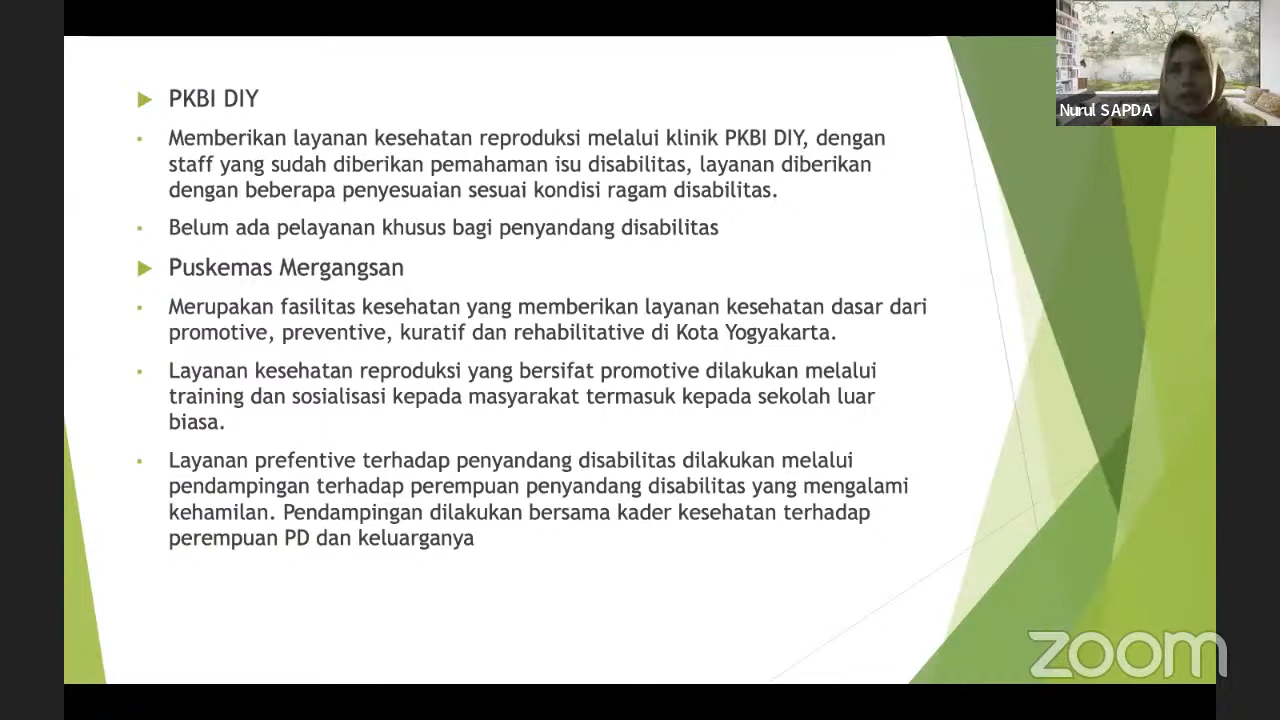 PKBI DIY
Memberikan layanan kesehatan reproduksi melalui klinik PKBI DIY, dengan
staff yang sudah diberikan pemahaman isu disabilitas, layanan diberikan
dengan beberapa penyesuaian sesuai kondisi ragam disabilitas.
Belum ada pelayanan khusus bagi penyandang disabilitas
Puskemas Mergangsan
Merupakan fasilitas kesehatan yang memberikan layanan kesehatan dasar dari
promotive, preventive, kuratif dan rehabilitative di Kota Yogyakarta.
Layanan kesehatan reproduksi yang bersifat promotive dilakukan melalui
training dan sosialisasi kepada masyarakat termasuk kepada sekolah luar
biasa.
Layanan prefentive terhadap penyandang disabilitas dilakukan melalui
pendampingan terhadap perempuan penyandang disabilitas yang mengalami
kehamilan. Pendampingan dilakukan bersama kader kesehatan terhadap
perempuan PD dan keluarganya
Nurul SAPDA
zoom